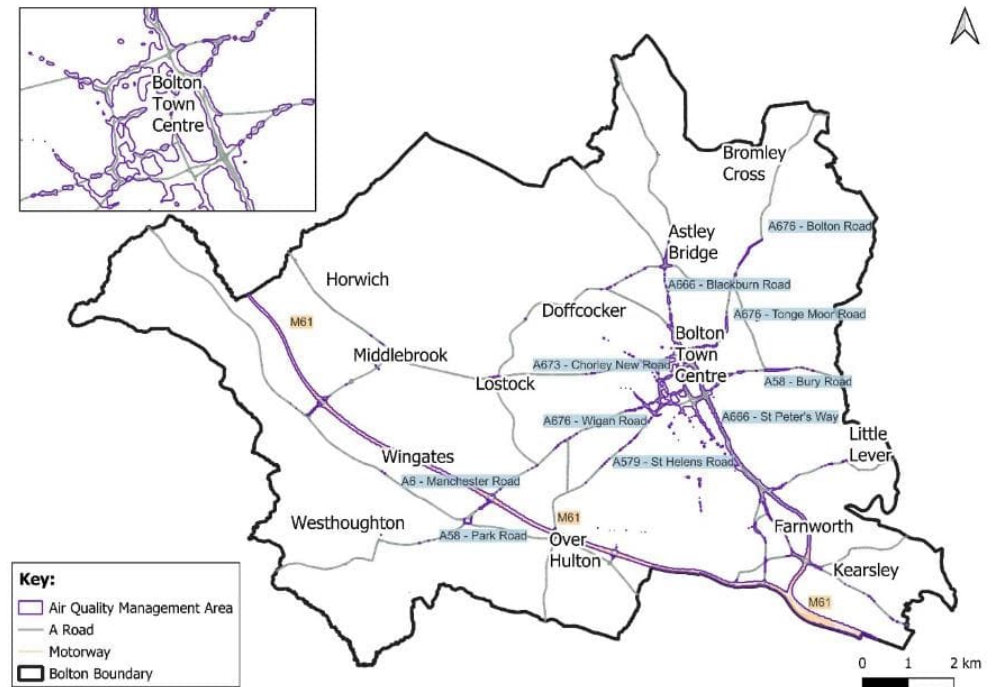 Bolton
Town
Centre
Bromley
Cross
A676 - Bolton Road
Astley
Bridge
Horwich
A666 - Blackburn Road
Doffcocker
A676 - Tonge Moor Road
M61
Bolton
Town
Centre
Middlebrook
A673 - Chorley New Road
Lostock
A58 - Bury Road
A676 - Wigan Road
A666 - St Peter's Way
Little
Lever
Wingates
A579 - St Helens Road
A6 - Manchester Road
Westhoughton
M61
A58 - Park Road
Over
Hulton
Farnworth
Kearsley
M61
Key:
Air Quality Management Area
A Road
Motorway
Bolton Boundary
0 1 2 km